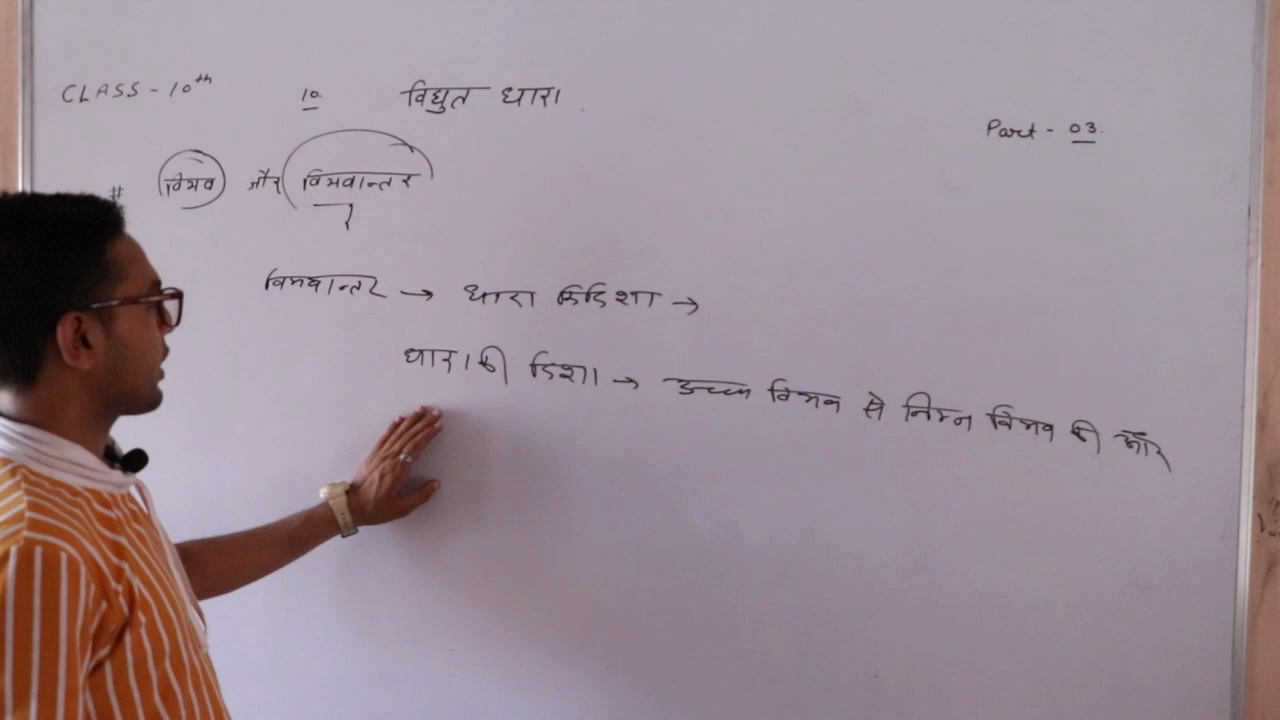 CLASS - 10th 10. विद्युत धारा Part - 03.
# विभव और विभवान्तर
विभवान्तर → धारा कि दिशा →
धारा की दिशा → उच्च विभव से निम्न विभव की ओर